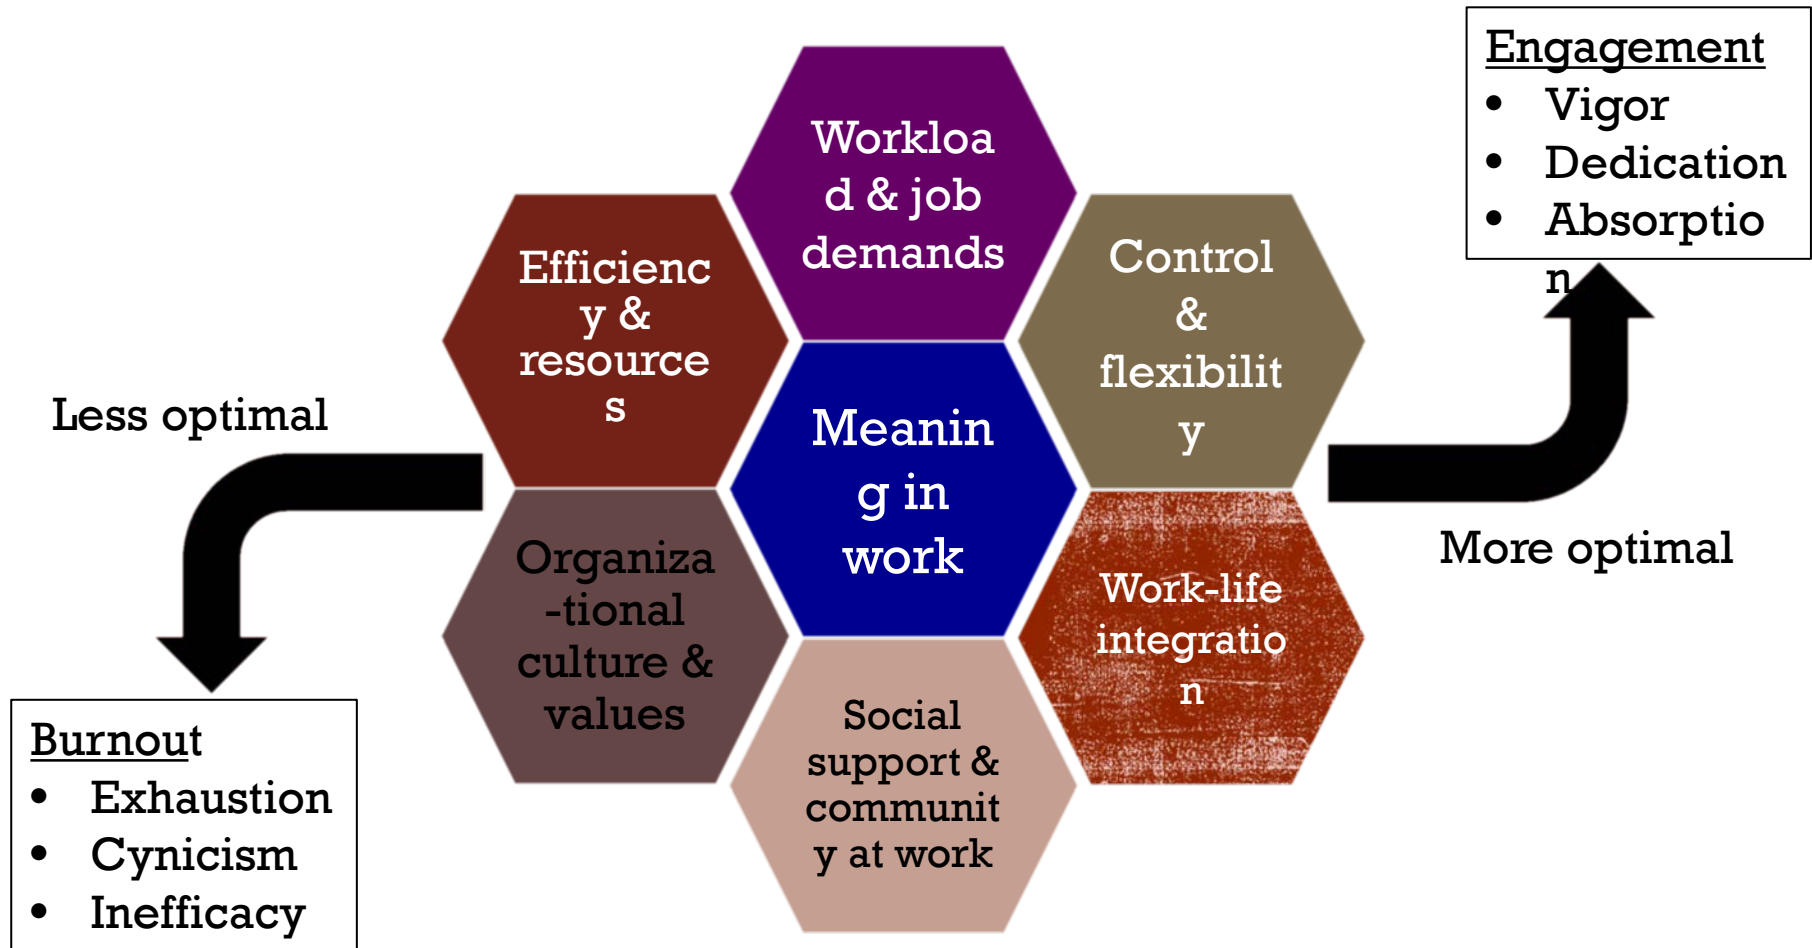 Workloa
d & job
demands
Efficienc
y &
resource
s
Control
&
flexibilit
y
Meanin
g in
work
Organiza
-tional
culture &
values
Work-life
integratio
n
Social
support &
communit
y at work
Less optimal
Burnout
• Exhaustion
• Cynicism
• Inefficacy
More optimal
Engagement
• Vigor
• Dedication
• Absorptio
n